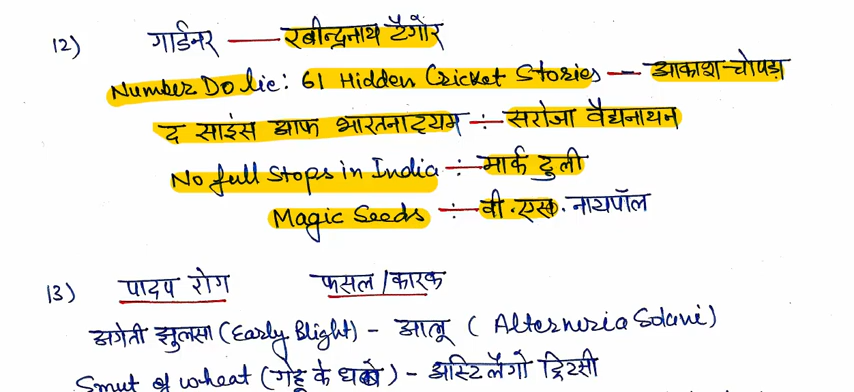 12) गार्डनर — रबीन्द्रनाथ टैगोर
Number Do lie: 61 Hidden Cricket Stories — आकाश-चोपड़ा
द साइंस आफ भारतनाट्यम ÷ सरोजा वैद्यनाथन
No full Stops in India ÷ मार्क टुली
Magic Seeds ÷ वी.एस. नायपॉल
13) पादप रोग फसल/कारक
अगेती झुलसा (Early Blight) - आलू (Alterneria Solani)
Smut of wheat (गेहू के धब्बे) - अस्टिलैगो ट्रिटसी